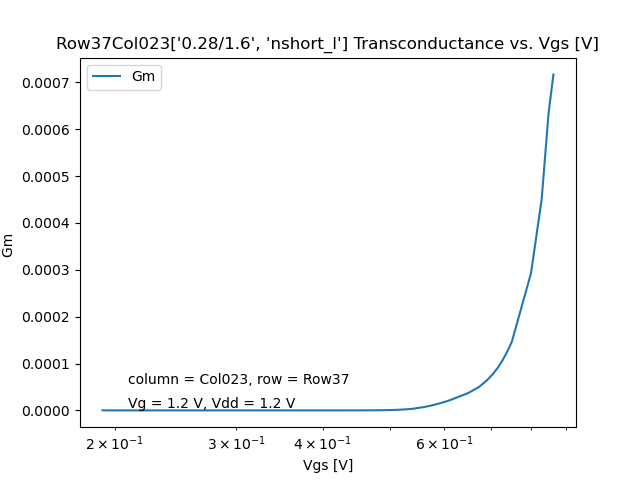 Row37Col023['0.28/1.6', 'nshort_l'] Transconductance vs. Vgs [V]
Gm
0.0007
0.0006
0.0005
0.0004
0.0003
0.0002
0.0001
0.0000
Gm
column = Col023, row = Row37
Vg = 1.2 V, Vdd = 1.2 V
2 × 10⁻¹ 3 × 10⁻¹ 4 × 10⁻¹ 6 × 10⁻¹
Vgs [V]